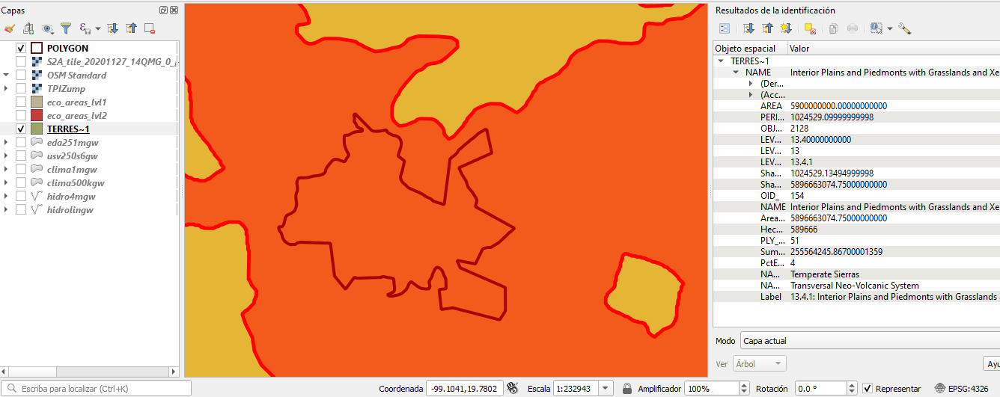 Capas
POLYGON
S2A_tile_20201127_14QMG_0_
OSM Standard
TPIZump
eco_areas_lvl1
eco_areas_lvl2
TERRES~1
eda251mgw
usv250s6gw
clima1mgw
clima500kgw
hidro4mgw
hidrolingw
Resultados de la identificación
Objeto espacial Valor
TERRES~1
NAME Interior Plains and Piedmonts with Grasslands and Xe
(Der...
(Acc...
AREA 5900000000.00000000000
PERI... 1024529.09999999998
OBJ... 2128
LEV... 13.40000000000
LEV... 13
LEV... 13.4.1
Sha... 1024529.13494999998
Sha... 5896663074.75000000000
OID_ 154
NAME Interior Plains and Piedmonts with Grasslands and Xe
Area... 5896663074.75000000000
Hec... 589666
PLY_... 51
Sum... 255564245.86700001359
PctE... 4
NA... Temperate Sierras
NA... Transversal Neo-Volcanic System
Label 13.4.1: Interior Plains and Piedmonts with Grasslands
Modo Capa actual
Ver Árbol Ayu
Escriba para localizar (Ctrl+K) Coordenada -99.1041,19.7802 Escala 1:232943 Amplificador 100% Rotación 0.0 ° Representar EPSG:4326